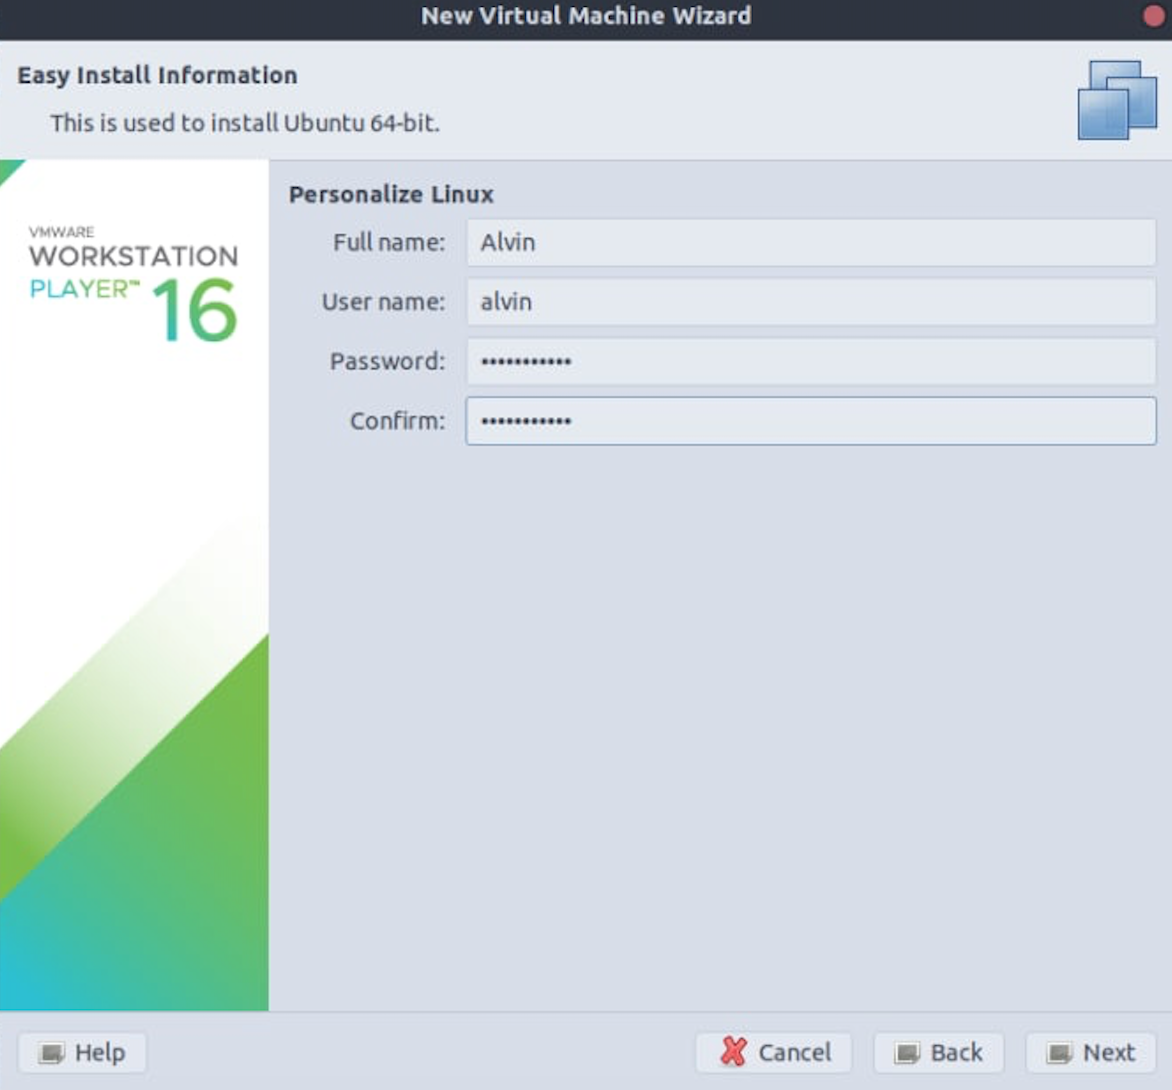 New Virtual Machine Wizard
Easy Install Information
This is used to install Ubuntu 64-bit.
VMWARE
WORKSTATION
PLAYER™ 16
Personalize Linux
Full name: Alvin
User name: alvin
Password: •••••••••••
Confirm: •••••••••••
Help Cancel Back Next